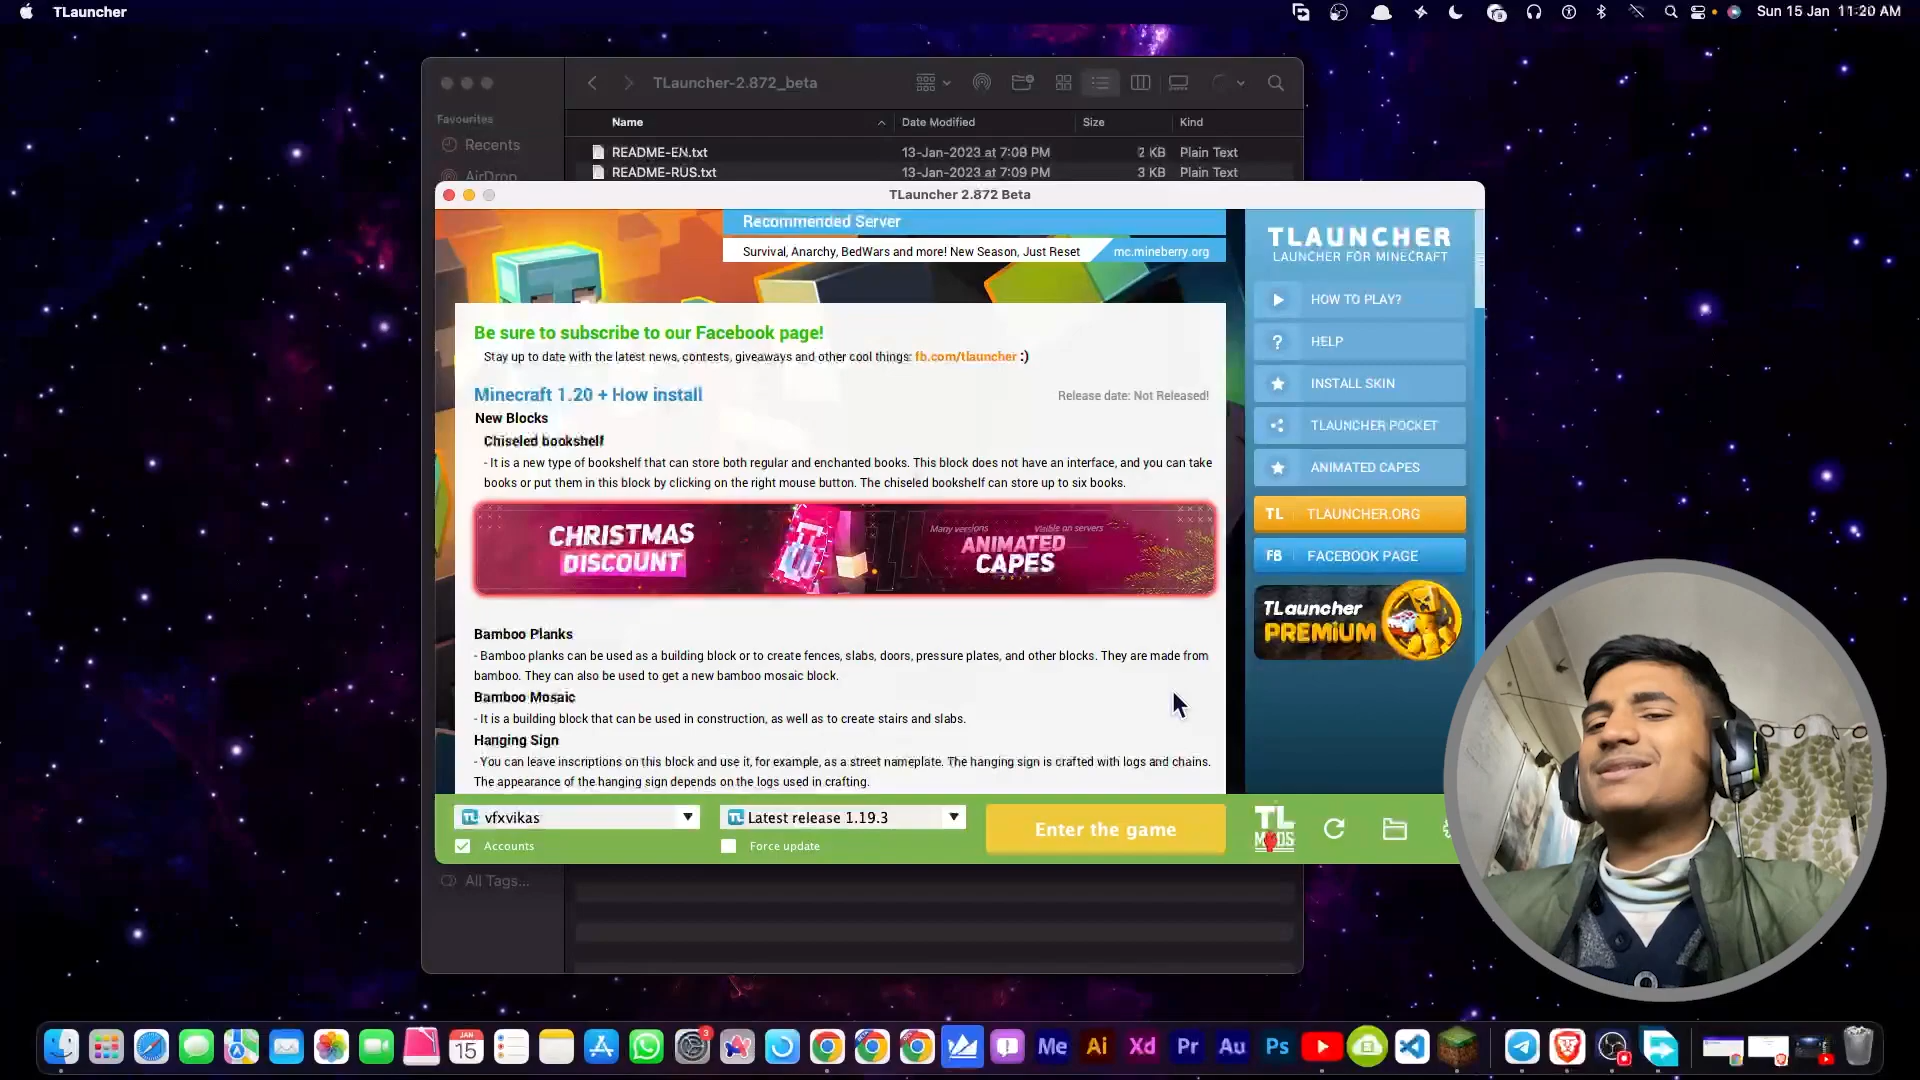 TLauncher
Sun 15 Jan 11:20 AM
TLauncher-2.872_beta
Favourites
Recents
AirDrop
Name
Date Modified
Size
Kind
README-EN.txt
13-Jan-2023 at 7:09 PM
2 KB
Plain Text
README-RUS.txt
13-Jan-2023 at 7:09 PM
3 KB
Plain Text
TLauncher 2.872 Beta
Recommended Server
Survival, Anarchy, BedWars and more! New Season, Just Reset
mc.mineberry.org
Be sure to subscribe to our Facebook page!
Stay up to date with the latest news, contests, giveaways and other cool things: fb.com/tlauncher :)
Minecraft 1.20 + How install
Release date: Not Released!
New Blocks
Chiseled bookshelf
- It is a new type of bookshelf that can store both regular and enchanted books. This block does not have an interface, and you can take
books or put them in this block by clicking on the right mouse button. The chiseled bookshelf can store up to six books.
CHRISTMAS
DISCOUNT
Many versions
Visible on servers
ANIMATED
CAPES
Bamboo Planks
- Bamboo planks can be used as a building block or to create fences, slabs, doors, pressure plates, and other blocks. They are made from
bamboo. They can also be used to get a new bamboo mosaic block.
Bamboo Mosaic
- It is a building block that can be used in construction, as well as to create stairs and slabs.
Hanging Sign
- You can leave inscriptions on this block and use it, for example, as a street nameplate. The hanging sign is crafted with logs and chains.
The appearance of the hanging sign depends on the logs used in crafting.
TLAUNCHER
LAUNCHER FOR MINECRAFT
HOW TO PLAY?
? HELP
INSTALL SKIN
TLAUNCHER POCKET
ANIMATED CAPES
TL TLAUNCHER.ORG
FB FACEBOOK PAGE
TLauncher
PREMIUM
TL vfxvikas
TL Latest release 1.19.3
Enter the game
TL
MODS
Accounts
Force update
All Tags...
3
JAN
15
Me
Ai
Xd
Pr
Au
Ps